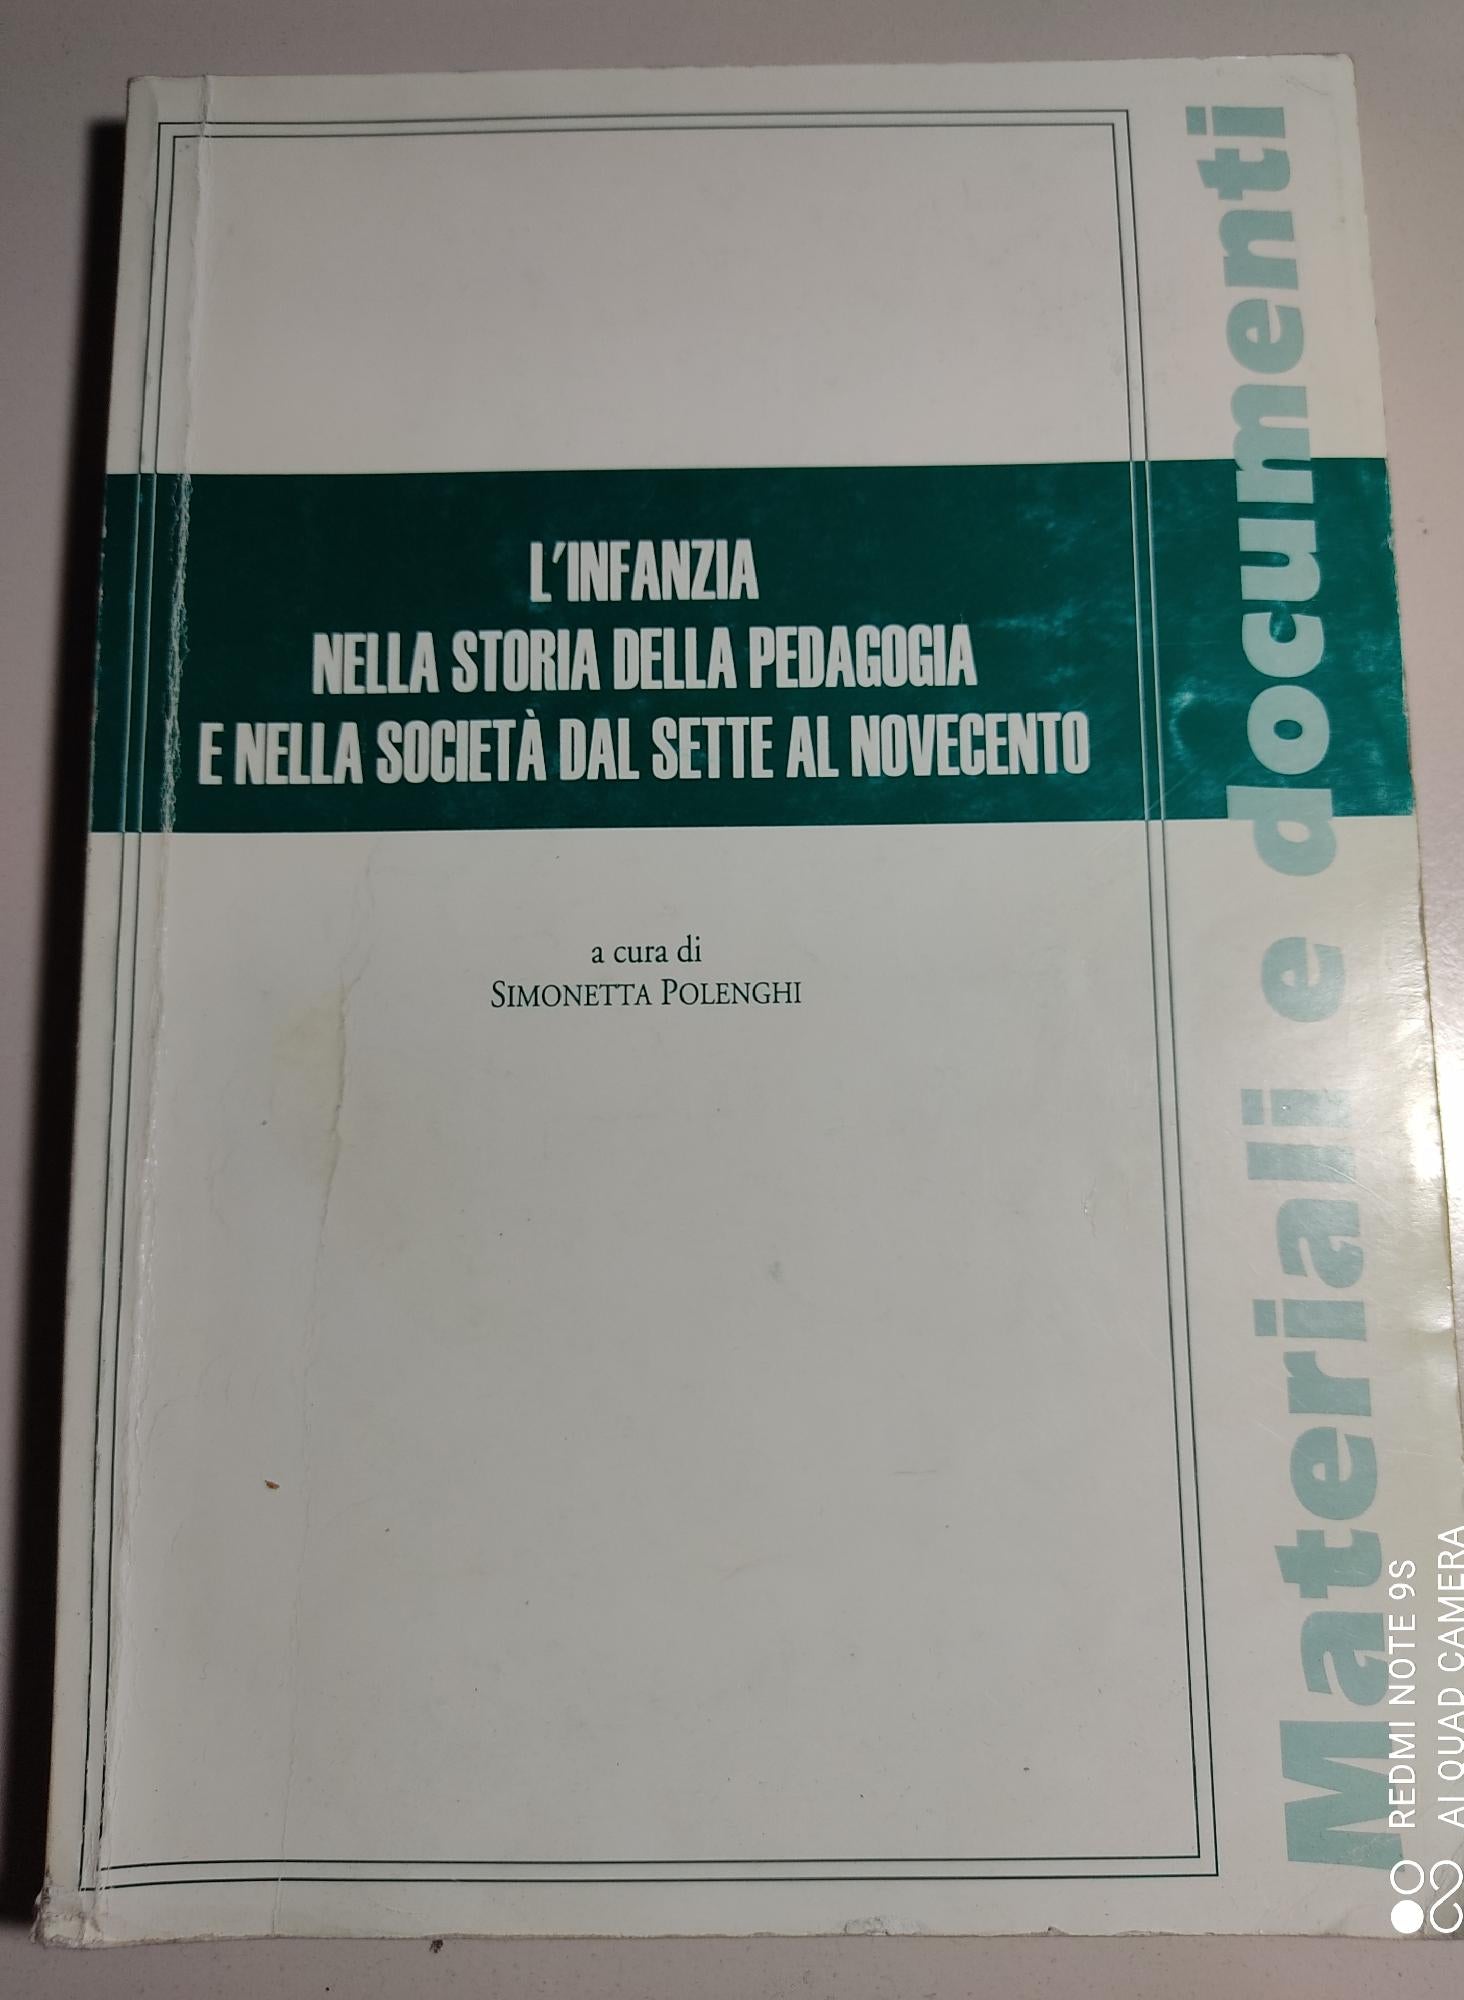 L'INFANZIA
NELLA STORIA DELLA PEDAGOGIA
E NELLA SOCIETÀ DAL SETTE AL NOVECENTO
a cura di
SIMONETTA POLENGHI
Materiali e documenti
REDMI NOTE 9S
AI QUAD CAMERA